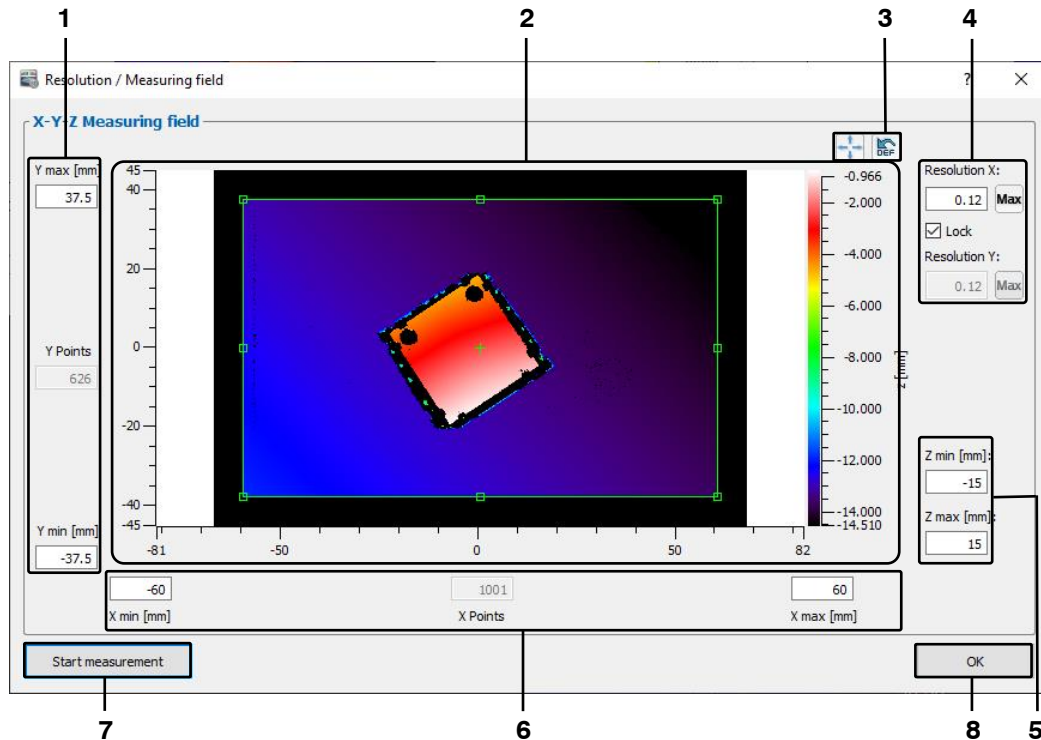 1 2 3 4
Resolution / Measuring field ? ×
X-Y-Z Measuring field
DEF
Y max [mm]
37.5
Y Points
626
Y min [mm]
-37.5
45
40
20
0
-20
-40
-45
-81 -50 0 50 82
-0.966
-2.000
-4.000
-6.000
-8.000
-10.000
-12.000
-14.000
-14.510
z [mm]
Resolution X:
0.12 Max
Lock
Resolution Y:
0.12 Max
Z min [mm]:
-15
Z max [mm]:
15
-60 1001 60
X min [mm] X Points X max [mm]
Start measurement OK
7 6 8 5